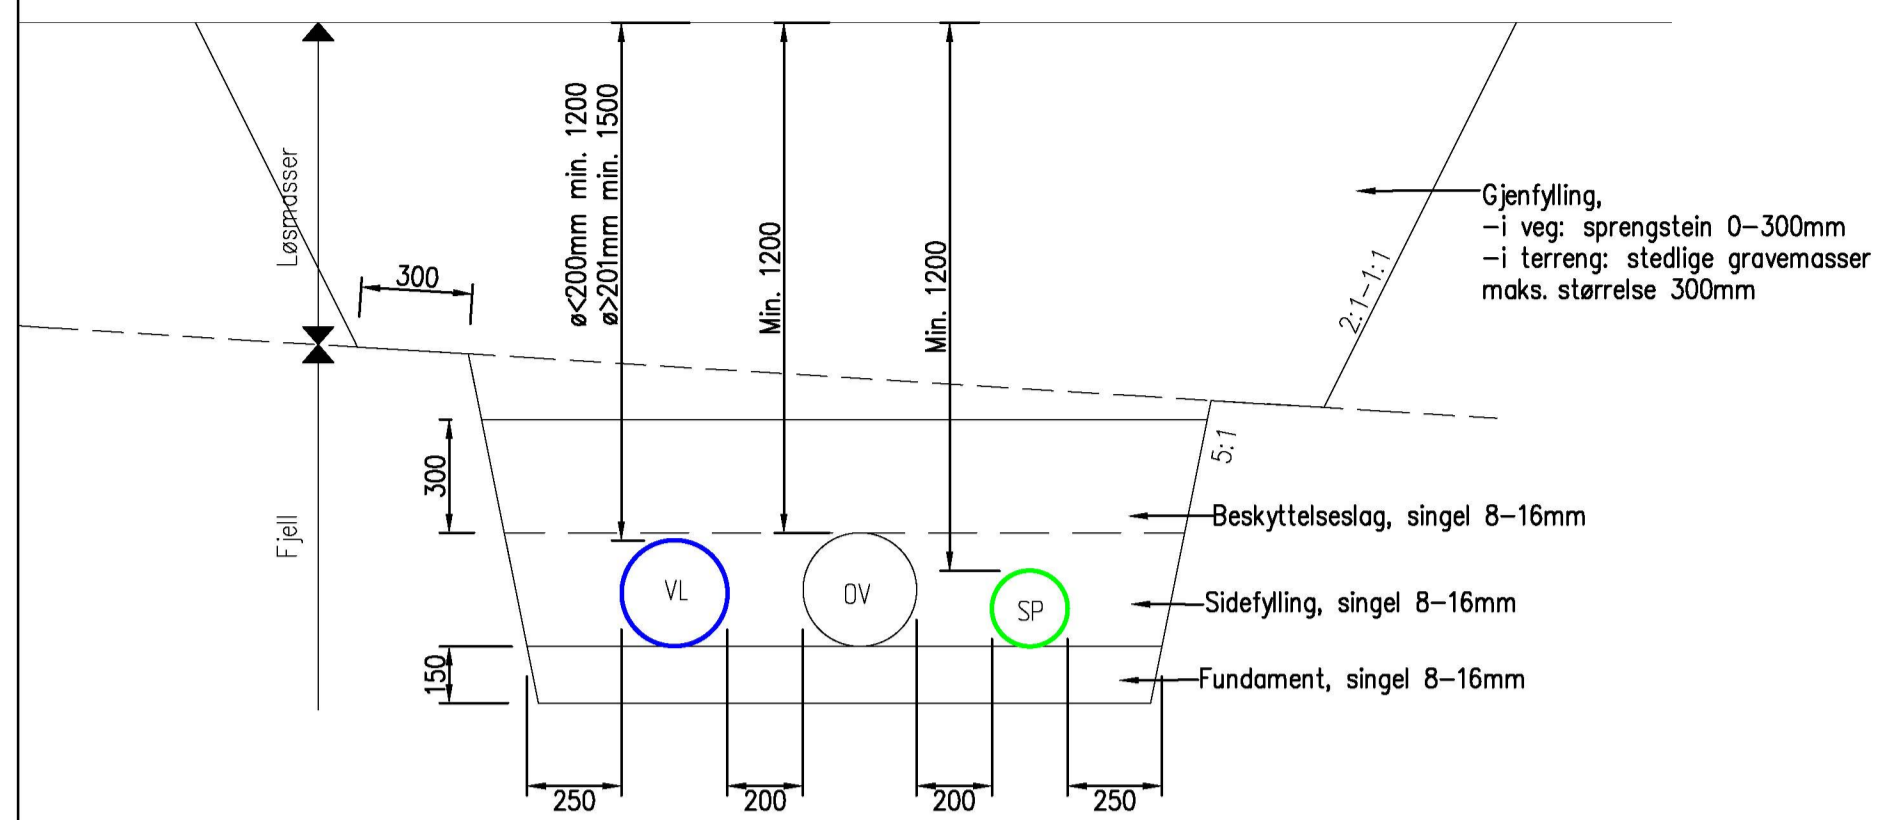 Løsmasser
Fjell
300
ø<200mm min. 1200
ø>201mm min. 1500
Min. 1200
Min. 1200
2:1-1:1
Gjenfylling,
-i veg: sprengstein 0-300mm
-i terreng: stedlige gravemasser
maks. størrelse 300mm
5:1
300
Beskyttelseslag, singel 8-16mm
VL
OV
SP
Sidefylling, singel 8-16mm
150
Fundament, singel 8-16mm
250
200
200
250